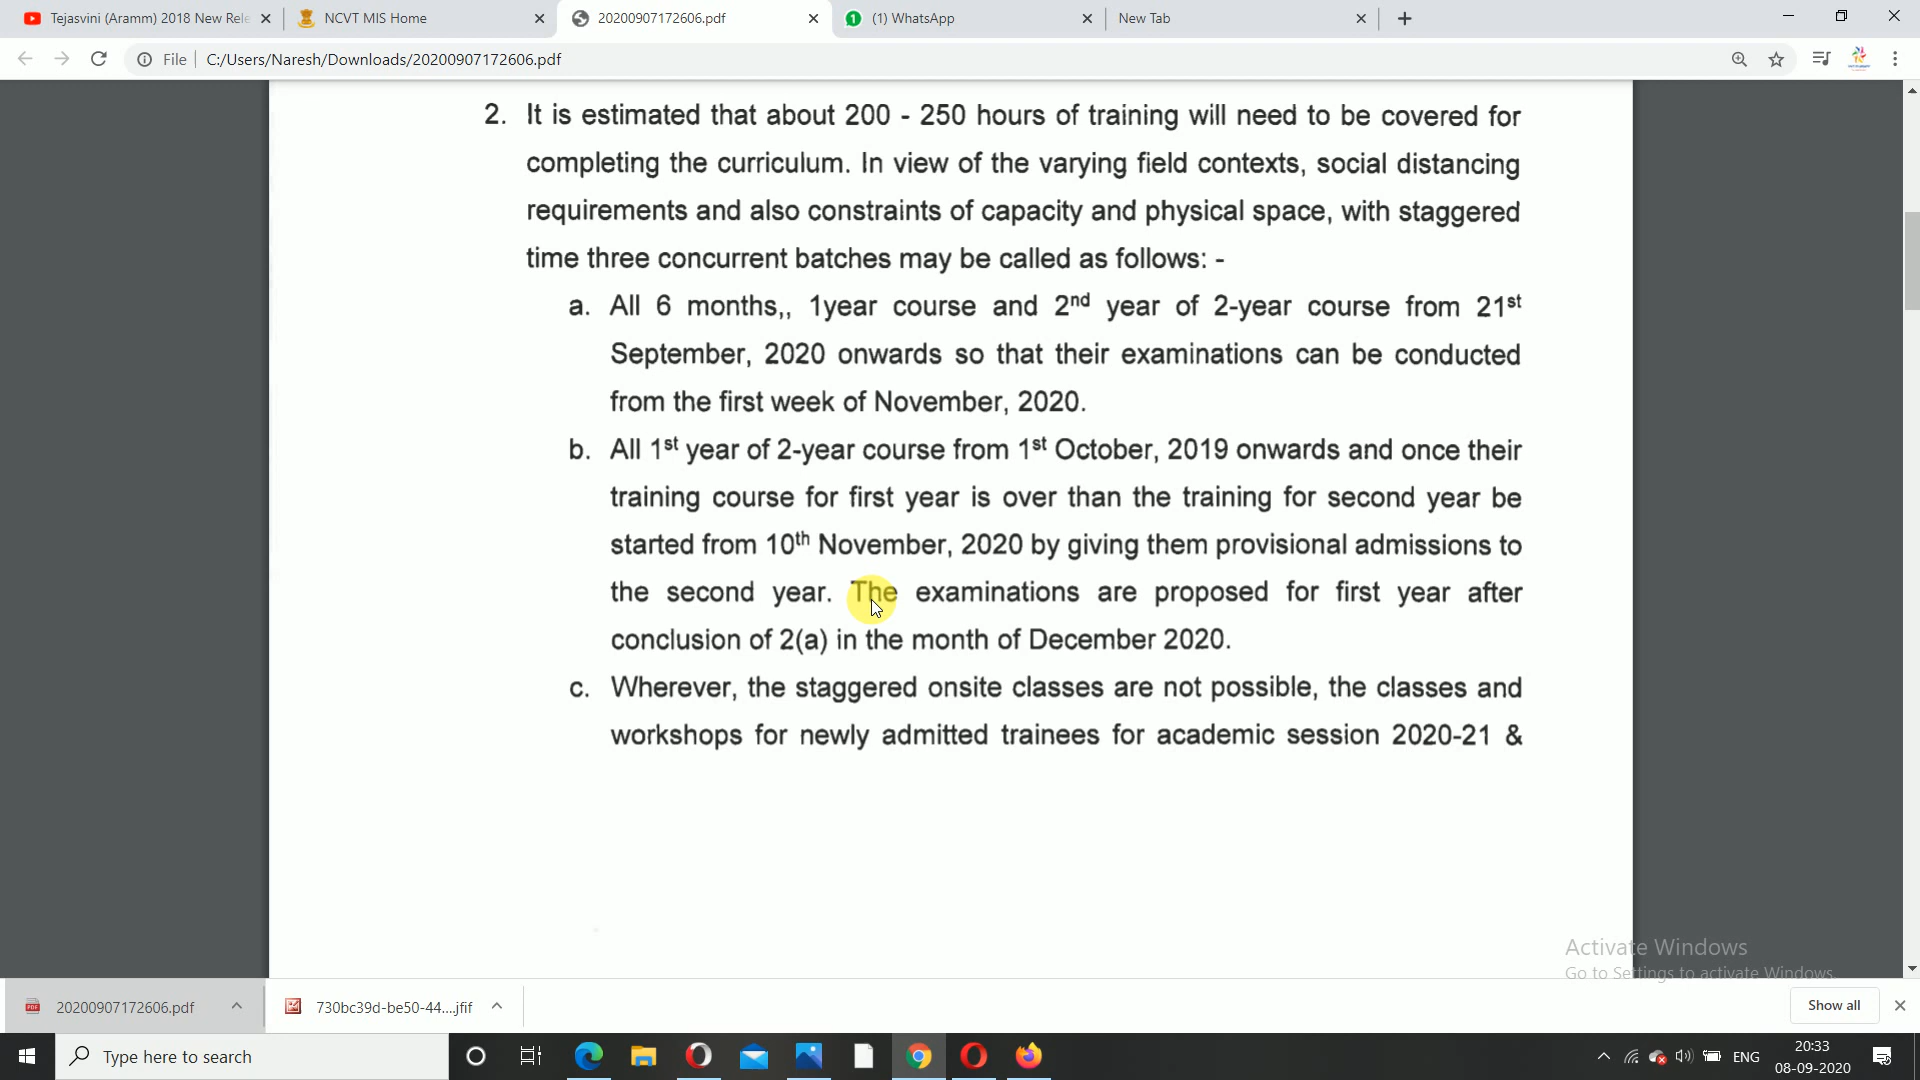 Tejasvini (Aramm) 2018 New Rele
NCVT MIS Home
20200907172606.pdf
(1) WhatsApp
New Tab
File
C:/Users/Naresh/Downloads/20200907172606.pdf
2. It is estimated that about 200 - 250 hours of training will need to be covered for
completing the curriculum. In view of the varying field contexts, social distancing
requirements and also constraints of capacity and physical space, with staggered
time three concurrent batches may be called as follows: -
a. All 6 months,, 1year course and 2nd year of 2-year course from 21st
September, 2020 onwards so that their examinations can be conducted
from the first week of November, 2020.
b. All 1st year of 2-year course from 1st October, 2019 onwards and once their
training course for first year is over than the training for second year be
started from 10th November, 2020 by giving them provisional admissions to
the second year. The examinations are proposed for first year after
conclusion of 2(a) in the month of December 2020.
c. Wherever, the staggered onsite classes are not possible, the classes and
workshops for newly admitted trainees for academic session 2020-21 &
Activate Windows
Go to Settings to activate Windows.
20200907172606.pdf
730bc39d-be50-44....jfif
Show all
Type here to search
ENG
20:33
08-09-2020